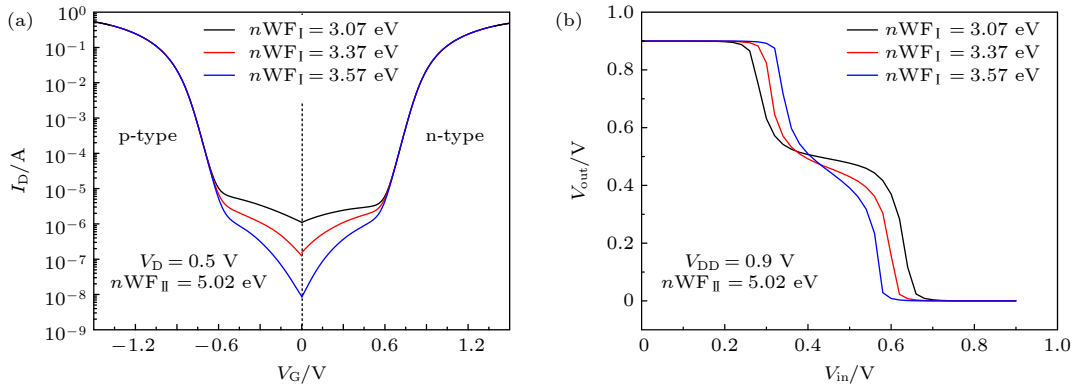 (a)
nWF_I = 3.07 eV
nWF_I = 3.37 eV
nWF_I = 3.57 eV
p-type
n-type
V_D = 0.5 V
nWF_Ⅱ = 5.02 eV
I_D/A
10^0
10^-1
10^-2
10^-3
10^-4
10^-5
10^-6
10^-7
10^-8
10^-9
-1.2
-0.6
0
0.6
1.2
V_G/V
(b)
nWF_I = 3.07 eV
nWF_I = 3.37 eV
nWF_I = 3.57 eV
V_DD = 0.9 V
nWF_Ⅱ = 5.02 eV
V_out/V
1.0
0.8
0.6
0.4
0.2
0
0.0
0.2
0.4
0.6
0.8
1.0
V_in/V